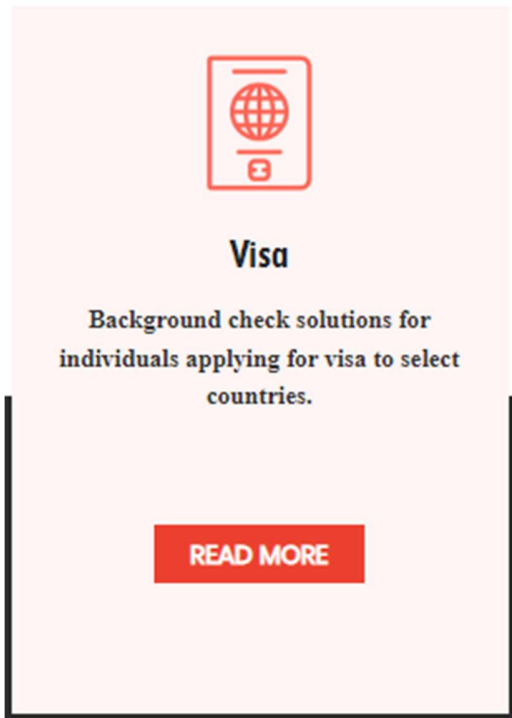 Visa
Background check solutions for
individuals applying for visa to select
countries.
READ MORE